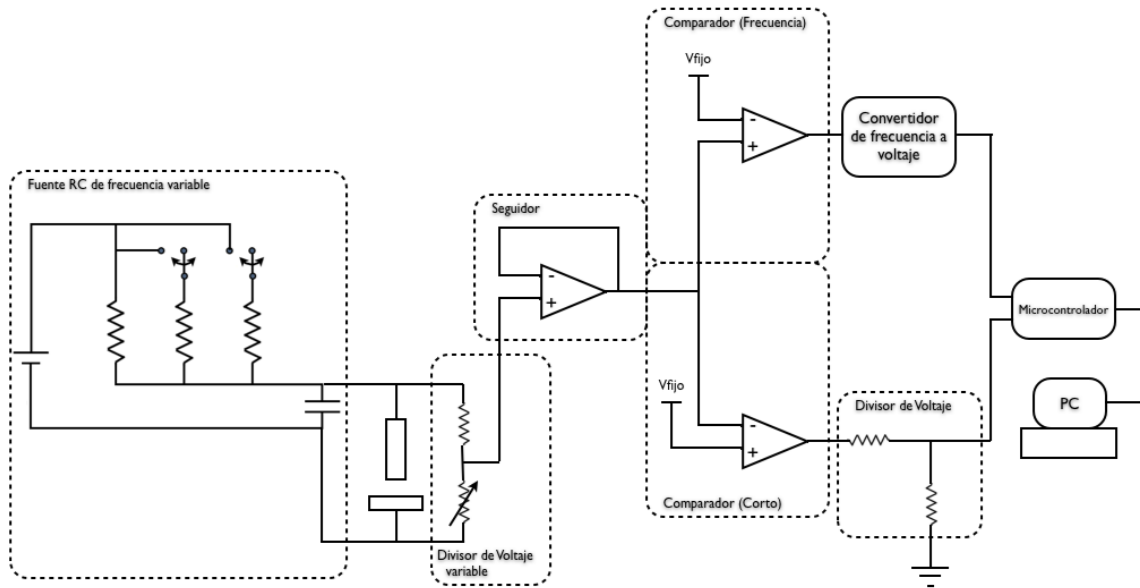 Comparador (Frecuencia)
Vfijo
-
+
Convertidor
de frecuencia a
voltaje
Fuente RC de frecuencia variable
Seguidor
-
+
Microcontrolador
Vfijo
-
+
Divisor de Voltaje
PC
Comparador (Corto)
Divisor de Voltaje
variable